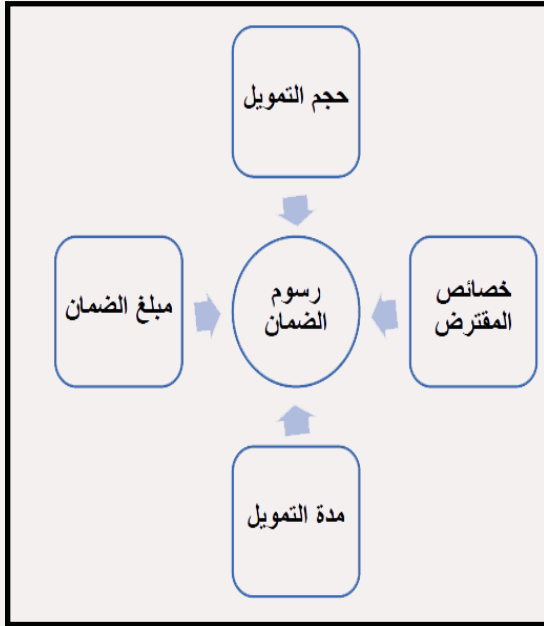 حجم التمويل
خصائص
المقترض
رسوم
الضمان
مبلغ الضمان
مدة التمويل